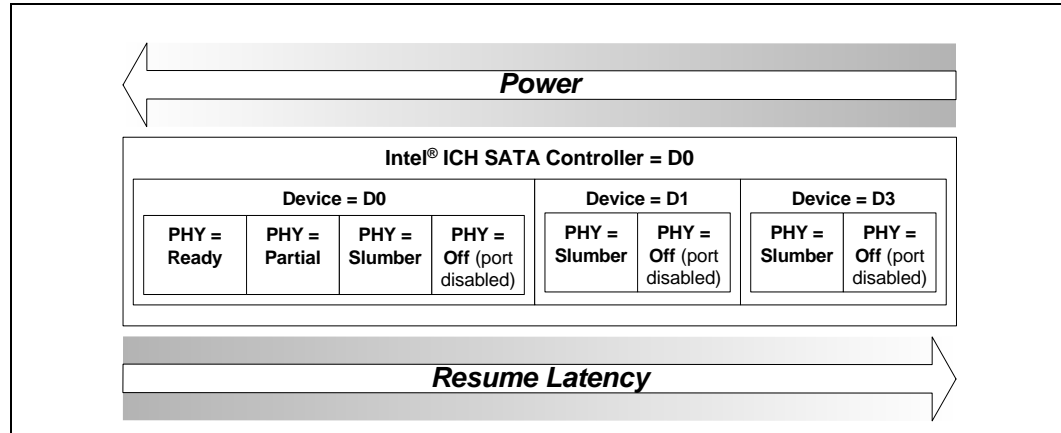 Power
Intel® ICH SATA Controller = D0
Device = D0
PHY =
Ready
PHY =
Partial
PHY =
Slumber
PHY =
Off (port
disabled)
Device = D1
PHY =
Slumber
PHY =
Off (port
disabled)
Device = D3
PHY =
Slumber
PHY =
Off (port
disabled)
Resume Latency